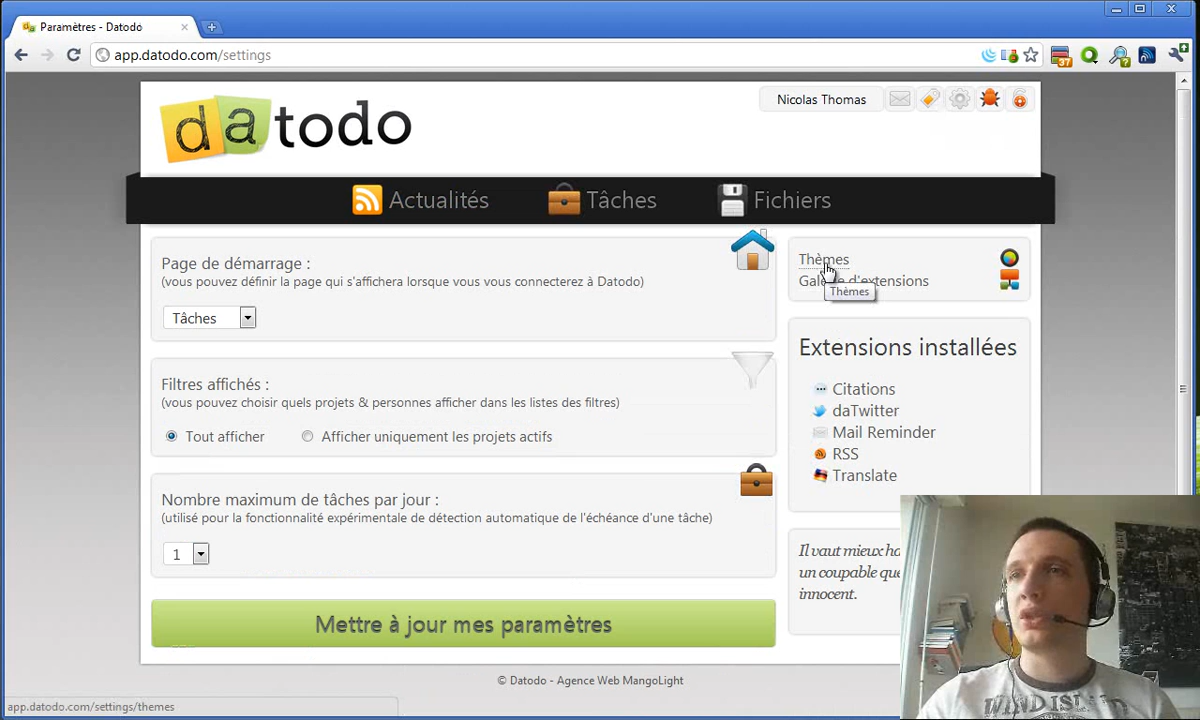 Paramètres - Datodo
app.datodo.com/settings
37
datodo
Nicolas Thomas
Actualités
Tâches
Fichiers
Page de démarrage :
(vous pouvez définir la page qui s'affichera lorsque vous vous connecterez à Datodo)
Tâches
Filtres affichés :
(vous pouvez choisir quels projets & personnes afficher dans les listes des filtres)
Tout afficher
Afficher uniquement les projets actifs
Nombre maximum de tâches par jour :
(utilisé pour la fonctionnalité expérimentale de détection automatique de l'échéance d'une tâche)
1
Mettre à jour mes paramètres
Thèmes
d'extensions
Thèmes
Extensions installées
Citations
daTwitter
Mail Reminder
RSS
Translate
Il vaut mieux
un coupable
innocent.
© Datodo - Agence Web MangoLight
app.datodo.com/settings/themes
WIND ISLAND